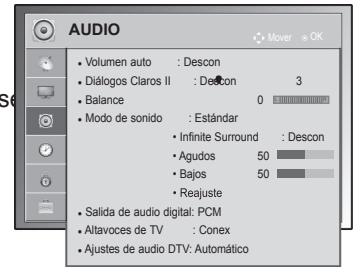 AUDIO
Mover OK
se
• Volumen auto : Descon
• Diálogos Claros II : Descon 3
• Balance 0
• Modo de sonido : Estándar
• Infinite Surround : Descon
• Agudos 50
• Bajos 50
• Reajuste
• Salida de audio digital: PCM
• Altavoces de TV : Conex
• Ajustes de audio DTV: Automático